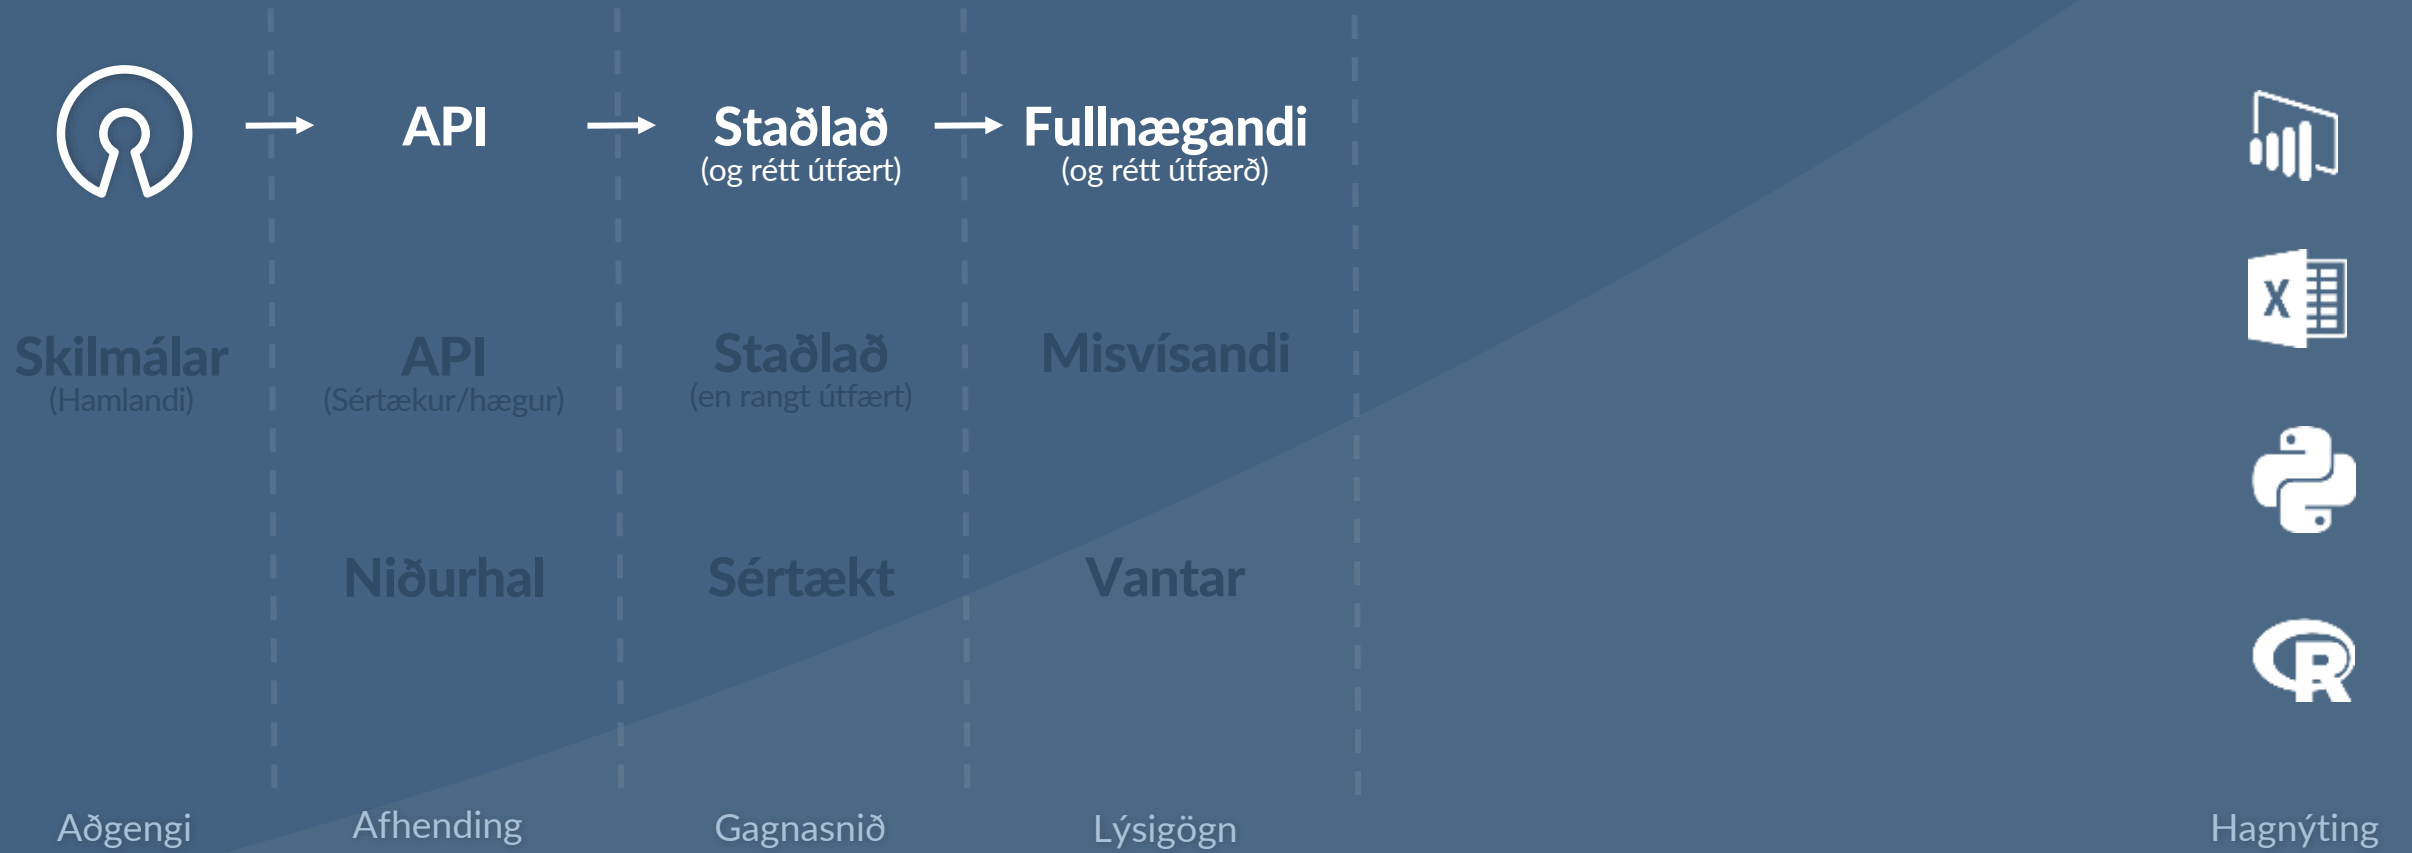 API
Staðlað
(og rétt útfært)
Fullnægandi
(og rétt útfærð)
Skilmálar
(Hamlandi)
API
(Sértækur/hægur)
Staðlað
(en rangt útfært)
Misvísandi
X
Niðurhal
Sértækt
Vantar
R
Aðgengi
Afhending
Gagnasnið
Lýsigögn
Hagnýting